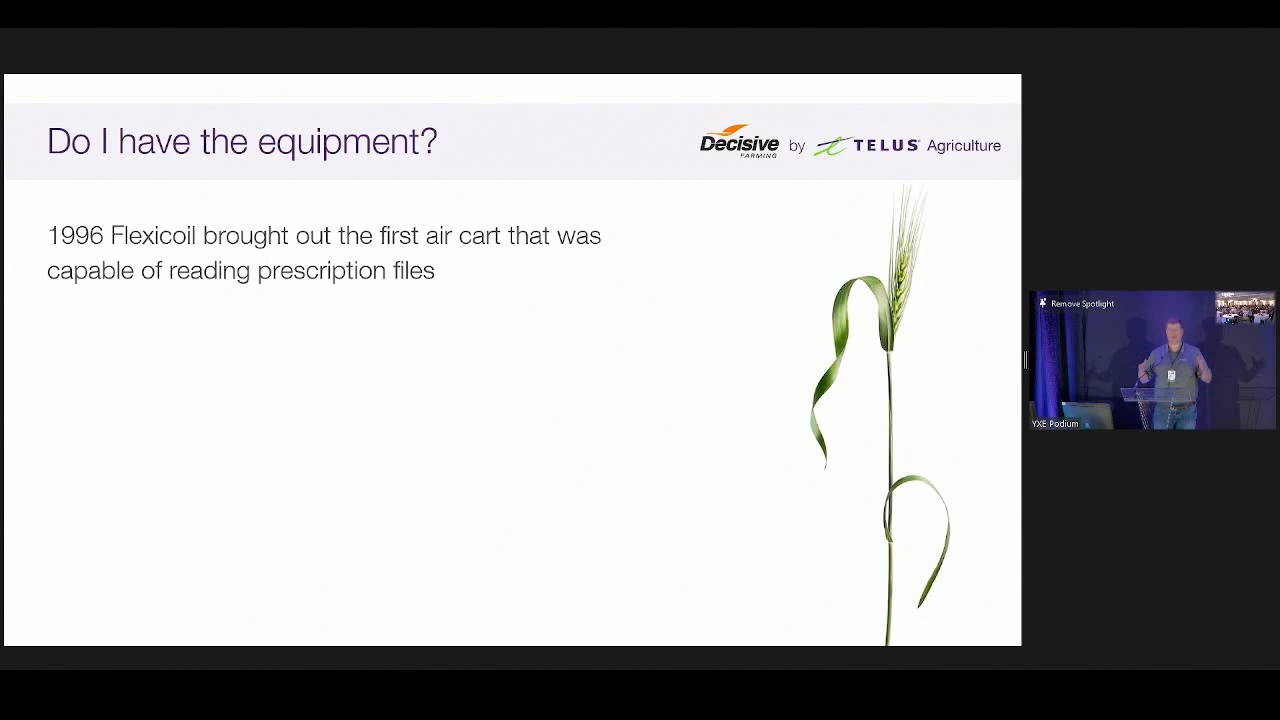 Do I have the equipment?
Decisive FARMING by TELUS Agriculture
1996 Flexicoil brought out the first air cart that was
capable of reading prescription files
Remove Spotlight
YXE Podium